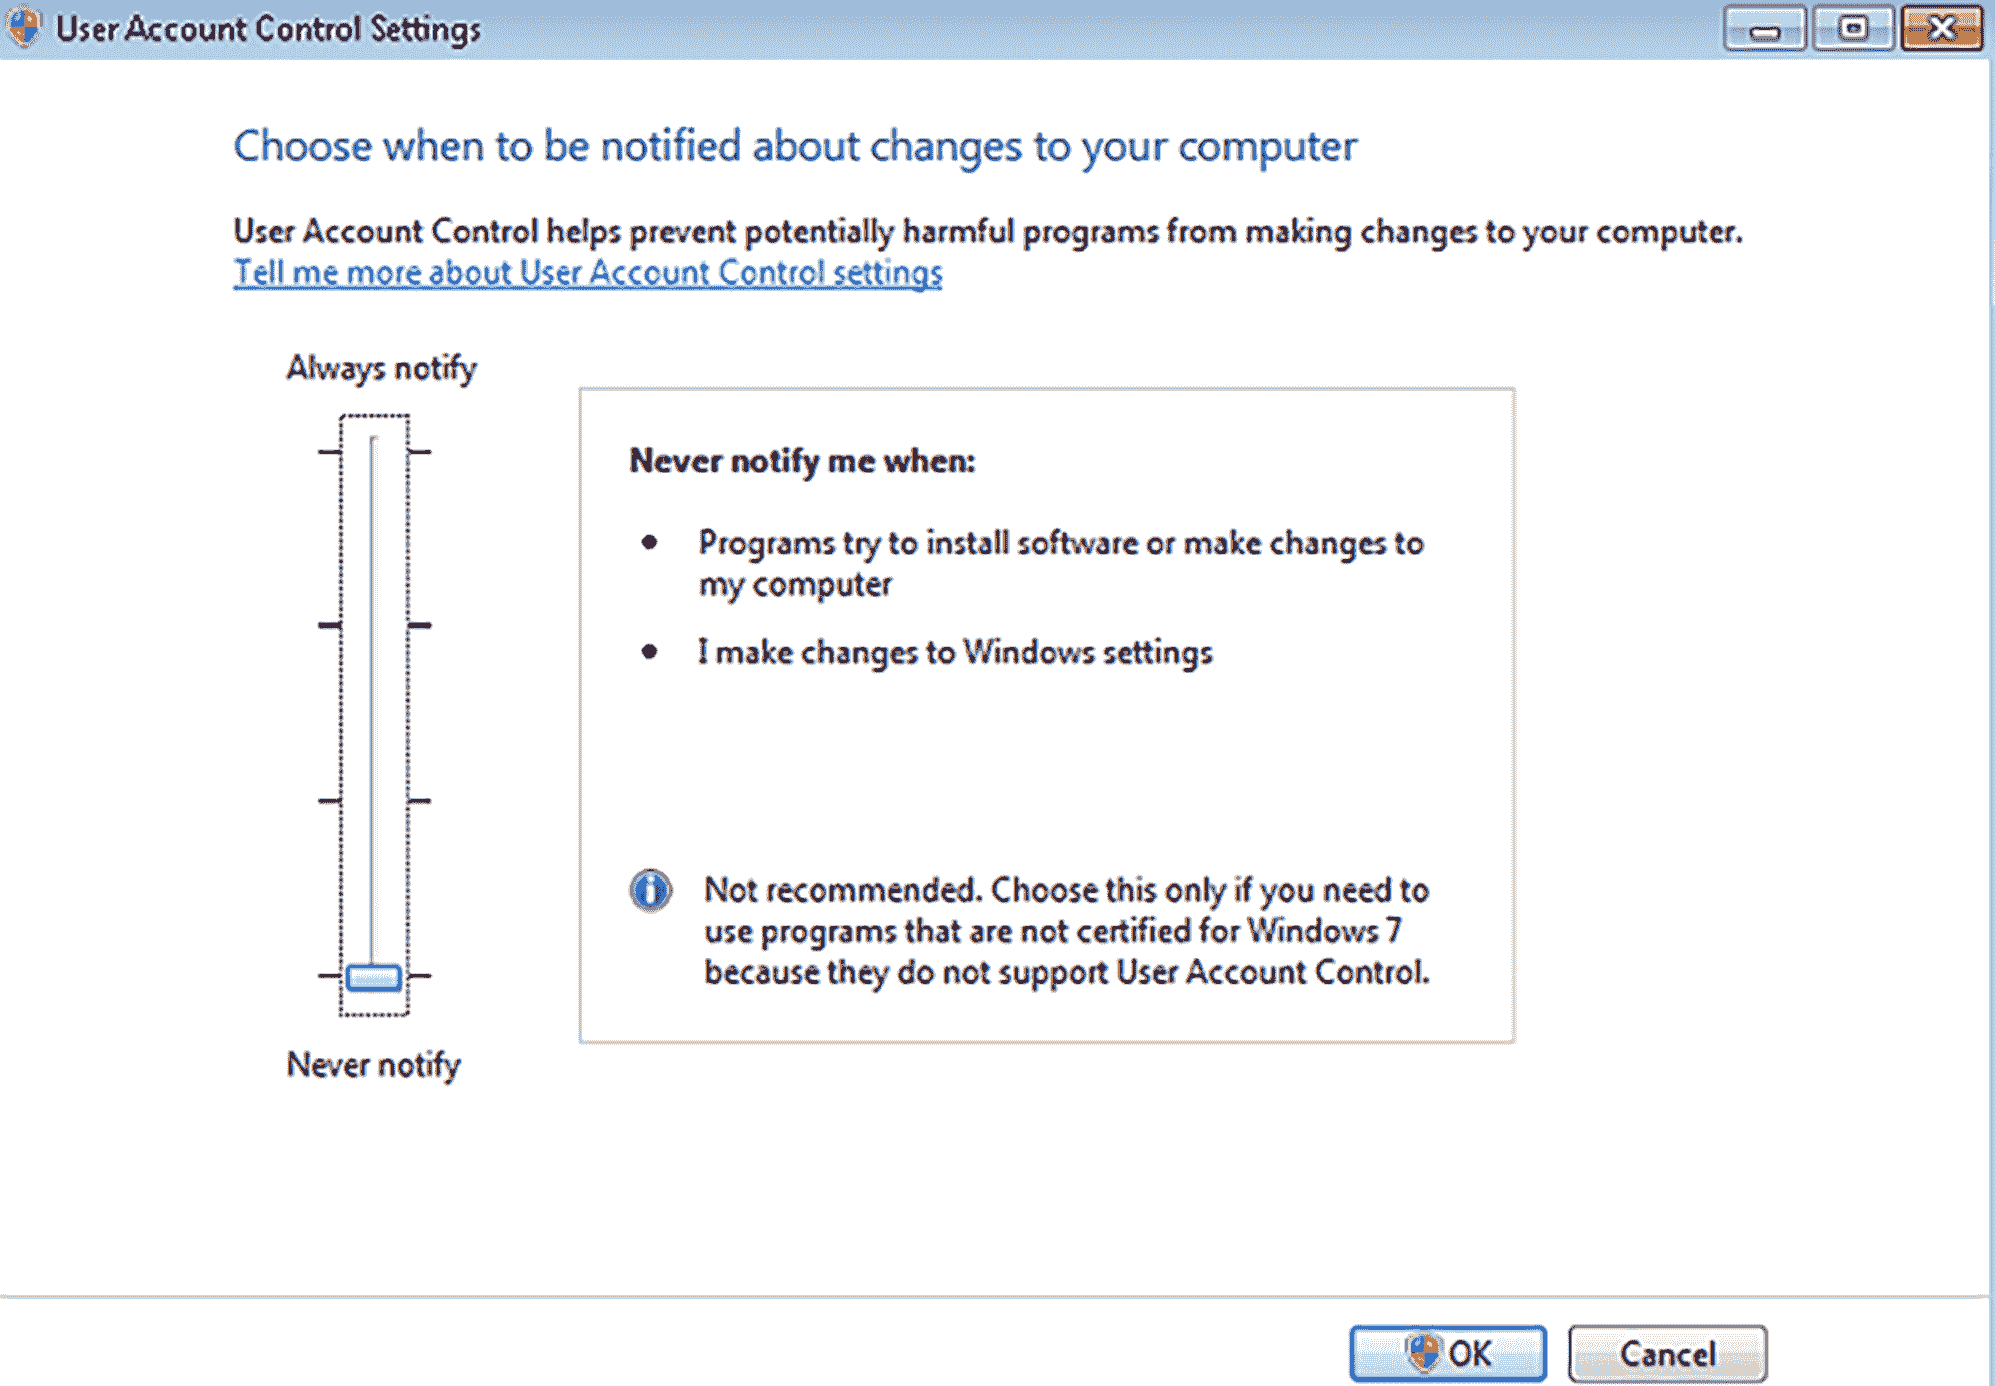 User Account Control Settings
Choose when to be notified about changes to your computer
User Account Control helps prevent potentially harmful programs from making changes to your computer.
Tell me more about User Account Control settings
Always notify
Never notify me when:
Programs try to install software or make changes to
my computer
I make changes to Windows settings
Not recommended. Choose this only if you need to
use programs that are not certified for Windows 7
because they do not support User Account Control.
Never notify
OK
Cancel